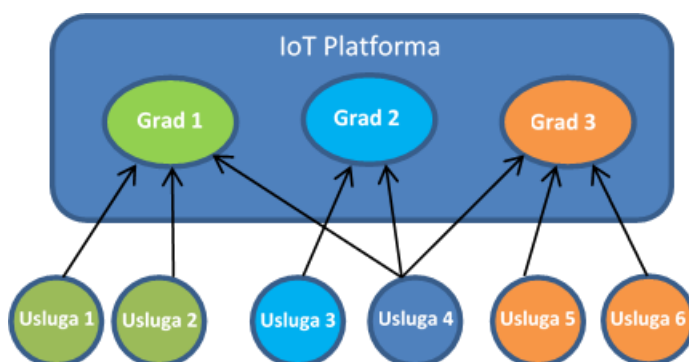 IoT Platforma
Grad 1
Grad 2
Grad 3
Usluga 1
Usluga 2
Usluga 3
Usluga 4
Usluga 5
Usluga 6